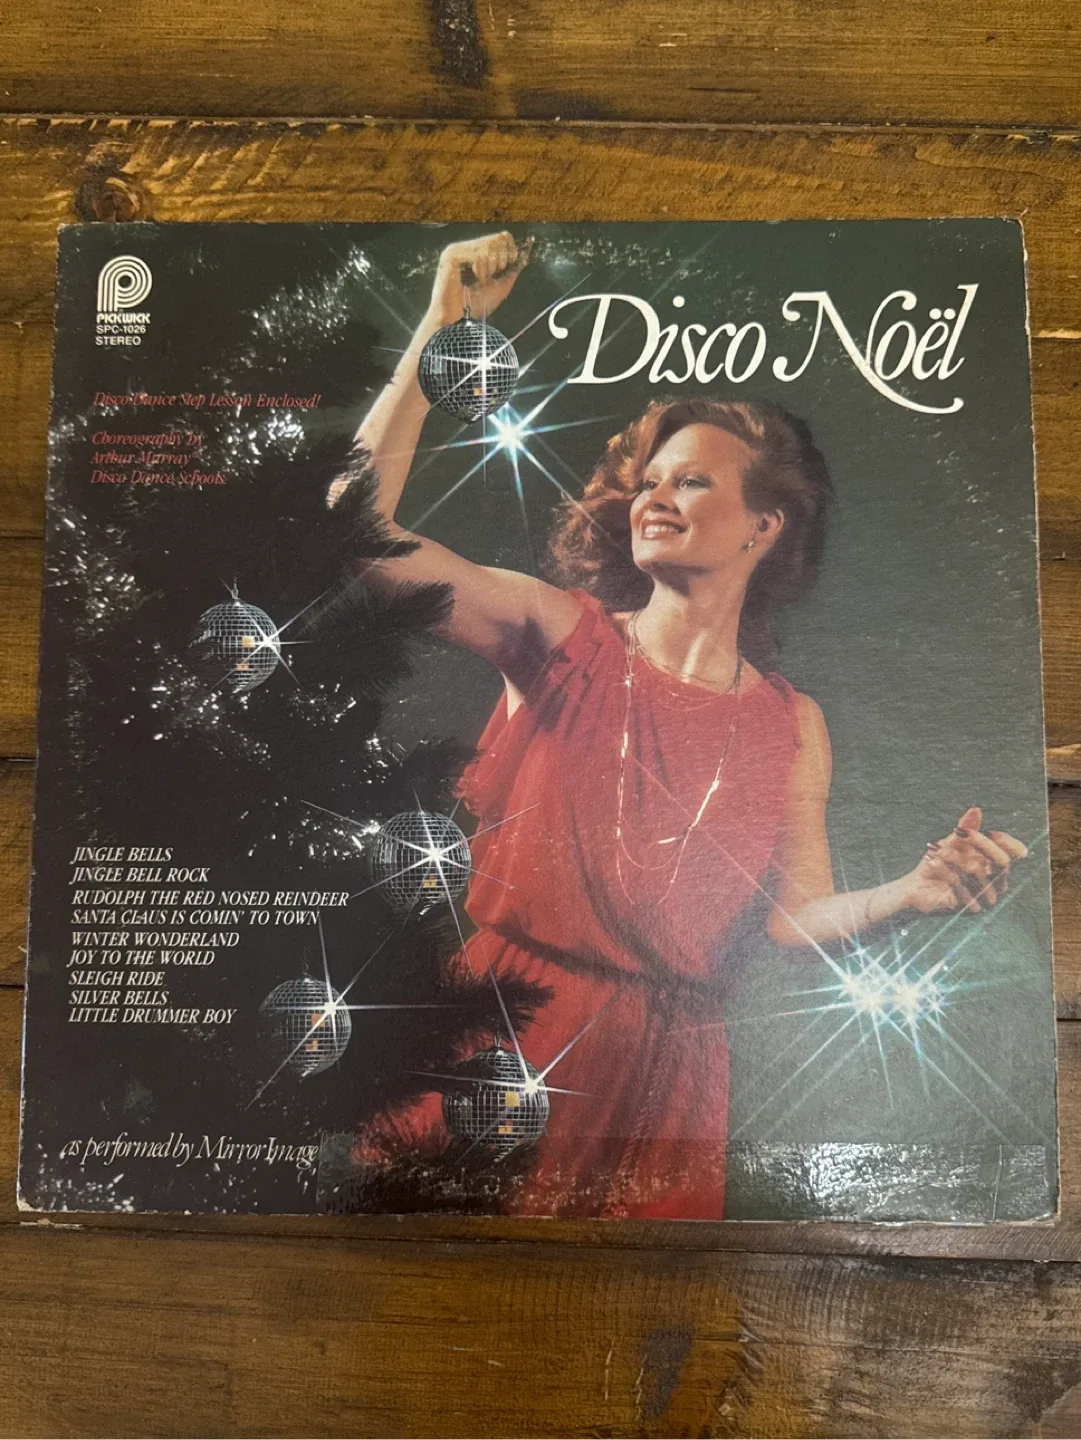 PICKWICK
SPC-1026
STEREO
Disco Noël
Disco Dance Step Lesson Enclosed!
Choreography by
Arthur Murray
Disco Dance Schools
JINGLE BELLS
JINGLE BELL ROCK
RUDOLPH THE RED NOSED REINDEER
SANTA CLAUS IS COMIN' TO TOWN
WINTER WONDERLAND
JOY TO THE WORLD
SLEIGH RIDE
SILVER BELLS
LITTLE DRUMMER BOY
as performed by Mirror Image